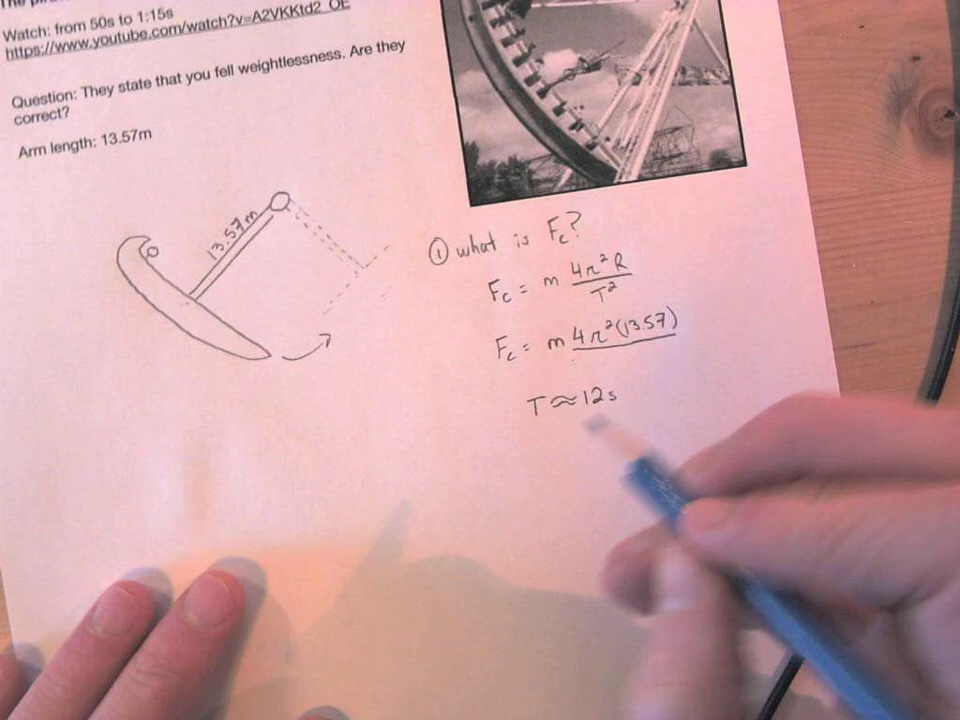 Watch: from 50s to 1:15s
https://www.youtube.com/watch?v=A2VKKtd2_OE
Question: They state that you fell weightlessness. Are they
correct?
Arm length: 13.57m
13.57m
① what is Fc?
Fc = m 4π²R
T²
Fc = m 4π²(13.57)
T ≈ 12s